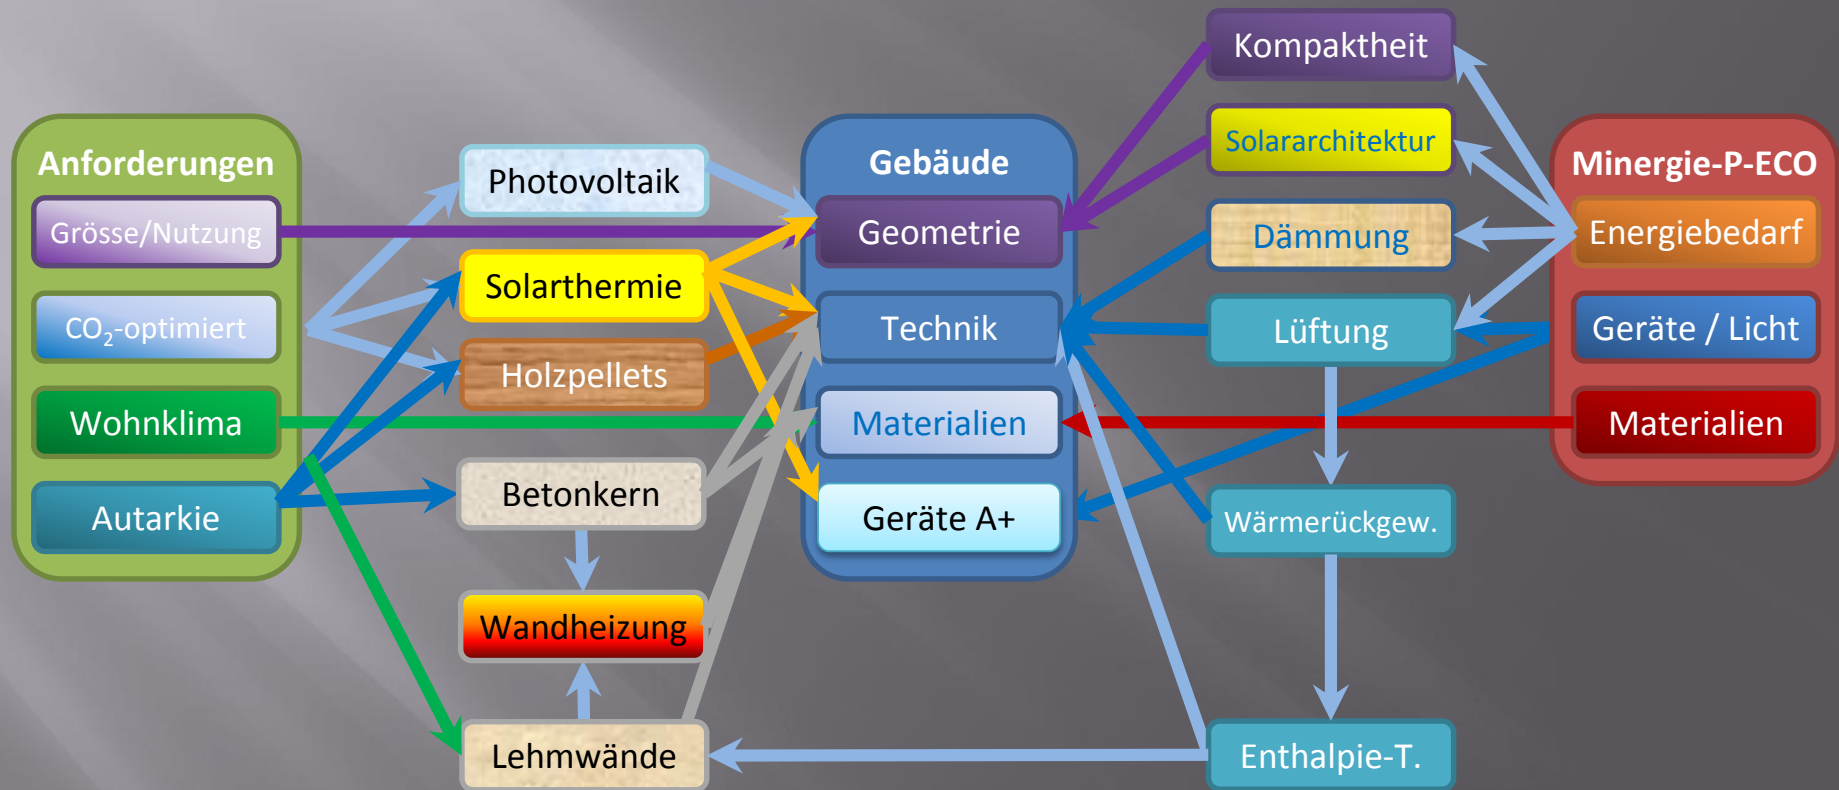 Anforderungen
Grösse/Nutzung
CO₂-optimiert
Wohnklima
Autarkie
Photovoltaik
Solarthermie
Holzpellets
Betonkern
Wandheizung
Lehmwände
Gebäude
Geometrie
Technik
Materialien
Geräte A+
Kompaktheit
Solararchitektur
Dämmung
Lüftung
Wärmerückgew.
Enthalpie-T.
Minergie-P-ECO
Energiebedarf
Geräte / Licht
Materialien